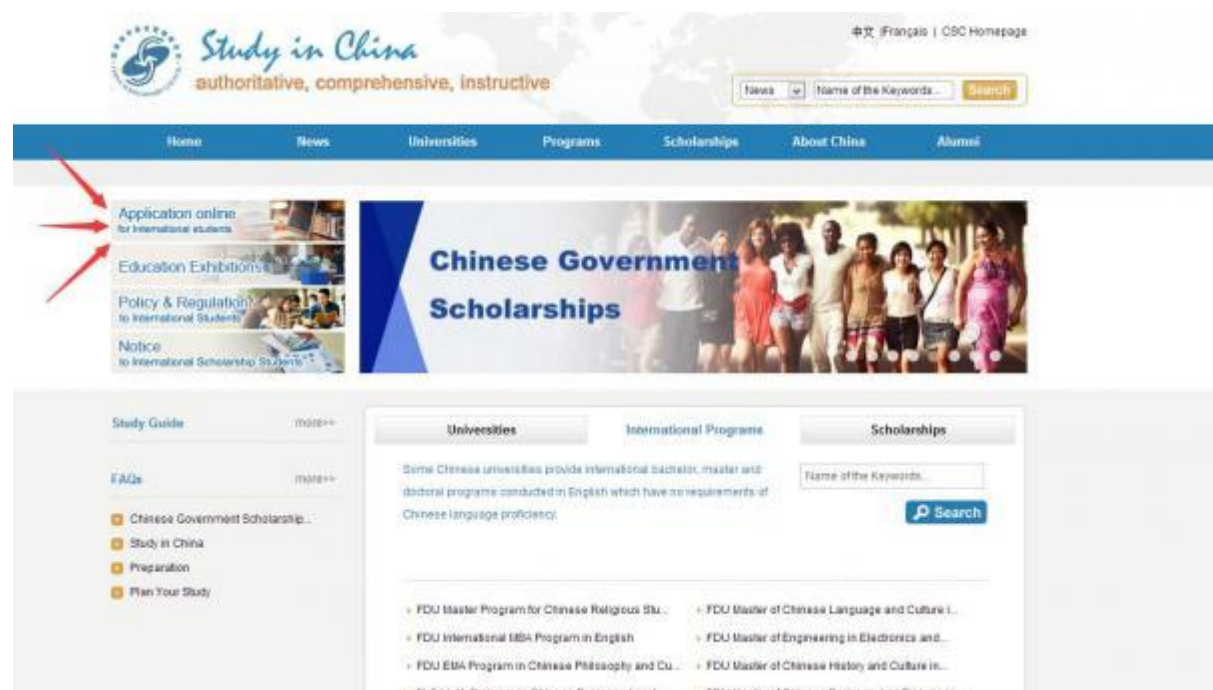 Study in China
authoritative, comprehensive, instructive
中文 |Français | CSC Homepage
News Name of the Keywords... Search
Home News Universities Programs Scholarships About China Alumni
Application online
for International students
Education Exhibitions
Policy & Regulation
to International Students
Notice
to International Scholarship Students
Chinese Government
Scholarships
Study Guide more>>
FAQs more>>
Chinese Government Scholarship...
Study in China
Preparation
Plan Your Study
Universities International Programs Scholarships
Some Chinese universities provide international bachelor, master and
doctoral programs conducted in English which have no requirements of
Chinese language proficiency.
Name of the Keywords...
Search
FDU Master Program for Chinese Religious Stu...
FDU Master of Chinese Language and Culture i...
FDU International MBA Program in English
FDU Master of Engineering in Electronics and...
FDU EMA Program in Chinese Philosophy and Cu...
FDU Master of Chinese History and Culture in...